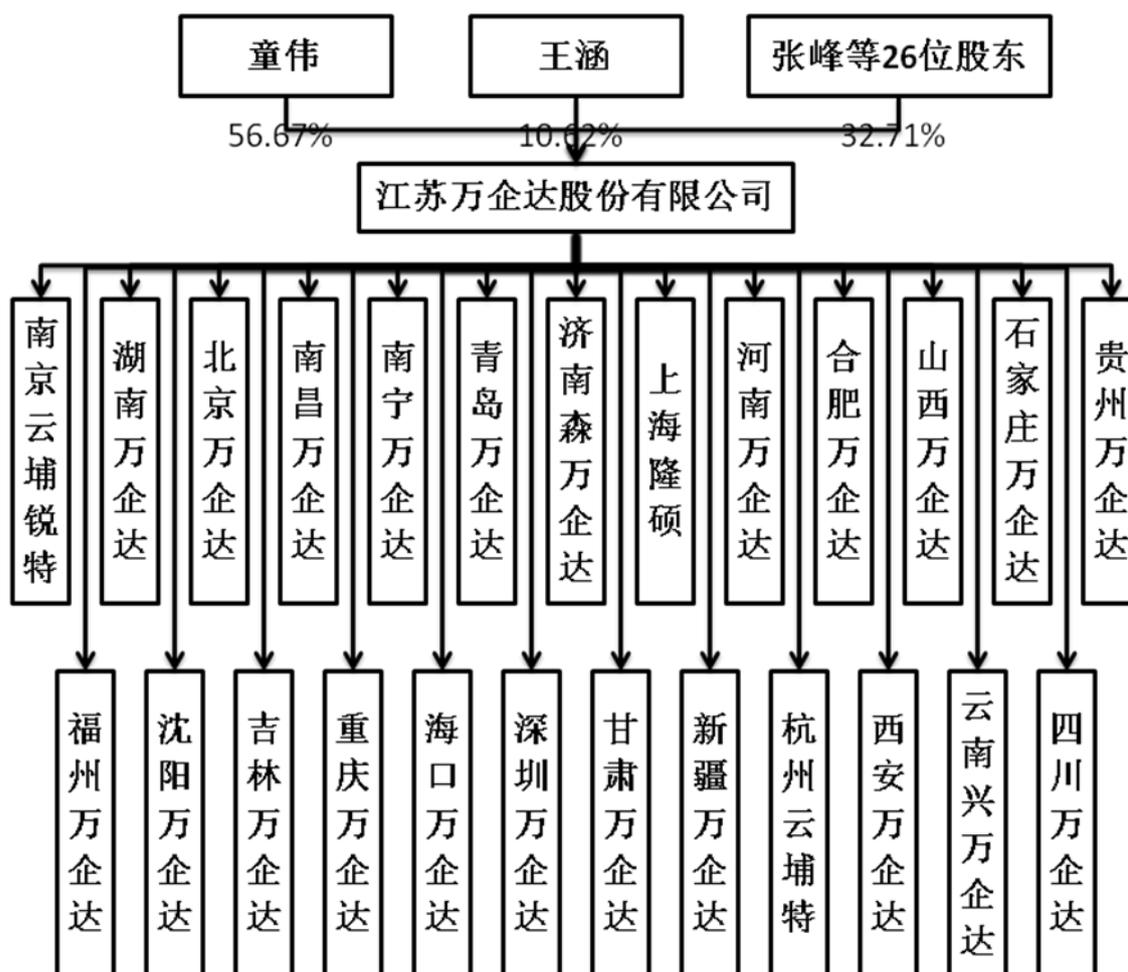 童伟
王涵
张峰等26位股东
56.67%
10.62%
32.71%
江苏万企达股份有限公司
南京云埔锐特
湖南万企达
北京万企达
南昌万企达
南宁万企达
青岛万企达
济南森万企达
上海隆硕
河南万企达
合肥万企达
山西万企达
石家庄万企达
贵州万企达
福州万企达
沈阳万企达
吉林万企达
重庆万企达
海口万企达
深圳万企达
甘肃万企达
新疆万企达
杭州云埔特
西安万企达
云南兴万企达
四川万企达